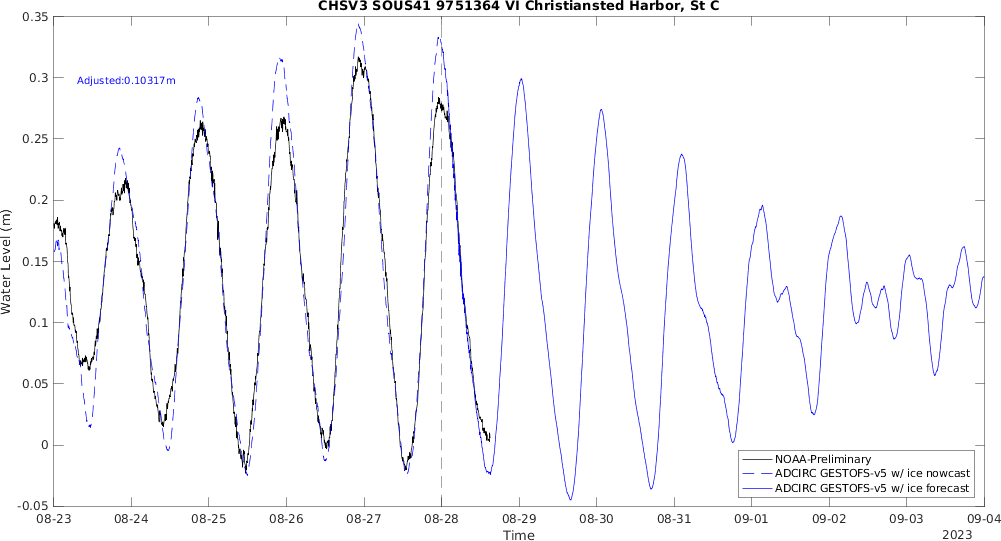 CHSV3 SOUS41 9751364 VI Christiansted Harbor, St C
Adjusted:0.10317m
Water Level (m)
0.35
0.3
0.25
0.2
0.15
0.1
0.05
0
-0.05
NOAA-Preliminary
ADCIRC GESTOFS-v5 w/ ice nowcast
ADCIRC GESTOFS-v5 w/ ice forecast
08-23 08-24 08-25 08-26 08-27 08-28 08-29 08-30 08-31 09-01 09-02 09-03 09-04
Time
2023